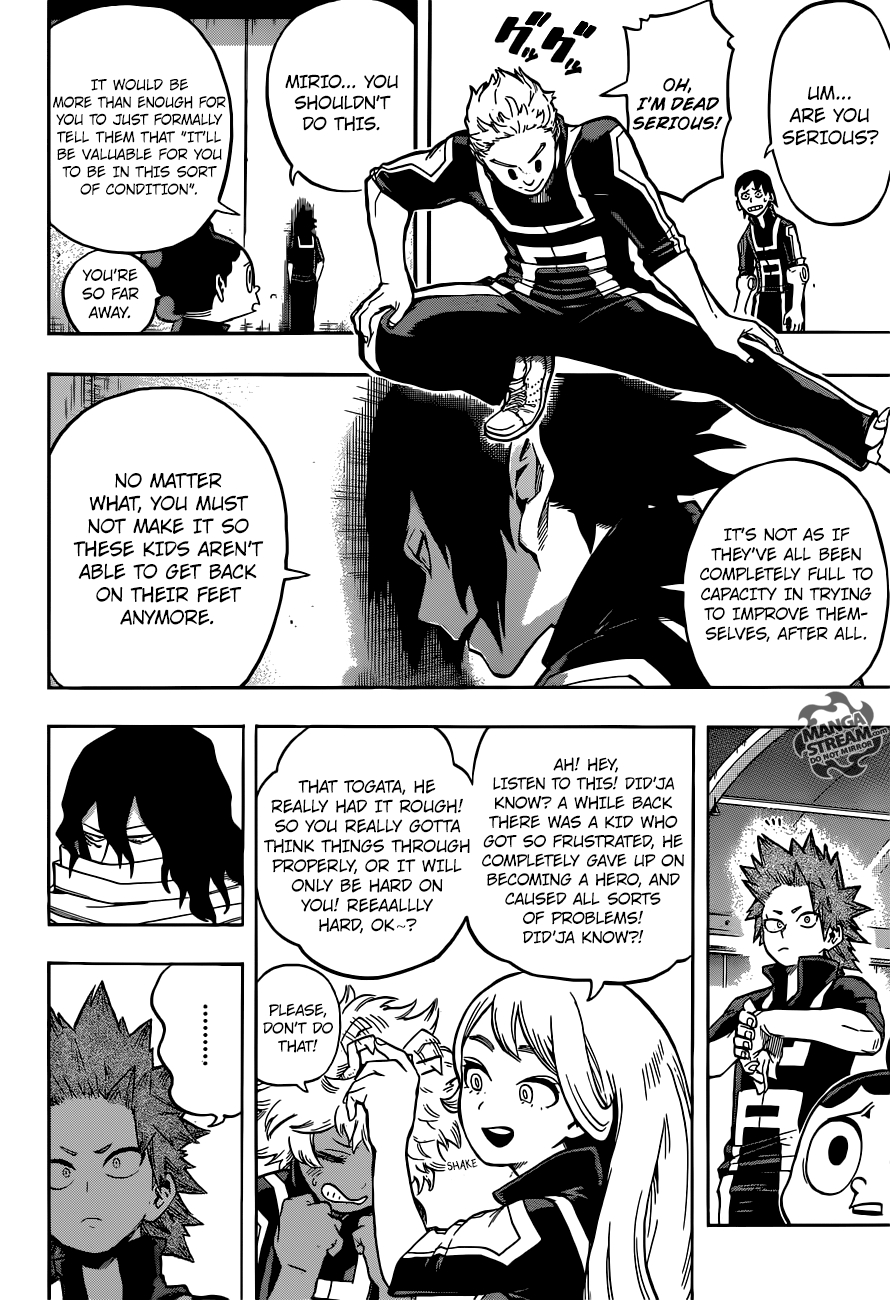 UM...
ARE YOU
SERIOUS?
OH,
I'M DEAD
SERIOUS!
グッグッ
MIRIO... YOU
SHOULDN'T
DO THIS.
IT WOULD BE
MORE THAN ENOUGH FOR
YOU TO JUST FORMALLY
TELL THEM THAT "IT'LL
BE VALUABLE FOR YOU
TO BE IN THIS SORT
OF CONDITION".
YOU'RE
SO FAR
AWAY.
IT'S NOT AS IF
THEY'VE ALL BEEN
COMPLETELY FULL TO
CAPACITY IN TRYING
TO IMPROVE THEM-
SELVES, AFTER ALL.
NO MATTER
WHAT, YOU MUST
NOT MAKE IT SO
THESE KIDS AREN'T
ABLE TO GET BACK
ON THEIR FEET
ANYMORE.
MANGA
STREAM.com
DO NOT MIRROR
AH! HEY,
LISTEN TO THIS! DID'JA
KNOW? A WHILE BACK
THERE WAS A KID WHO
GOT SO FRUSTRATED, HE
COMPLETELY GAVE UP ON
BECOMING A HERO, AND
CAUSED ALL SORTS
OF PROBLEMS!
DID'JA KNOW?!
THAT TOGATA, HE
REALLY HAD IT ROUGH!
SO YOU REALLY GOTTA
THINK THINGS THROUGH
PROPERLY, OR IT WILL
ONLY BE HARD ON
YOU! REEAALLLY
HARD, OK~?
PLEASE,
DON'T DO
THAT!
SHAKE
.........